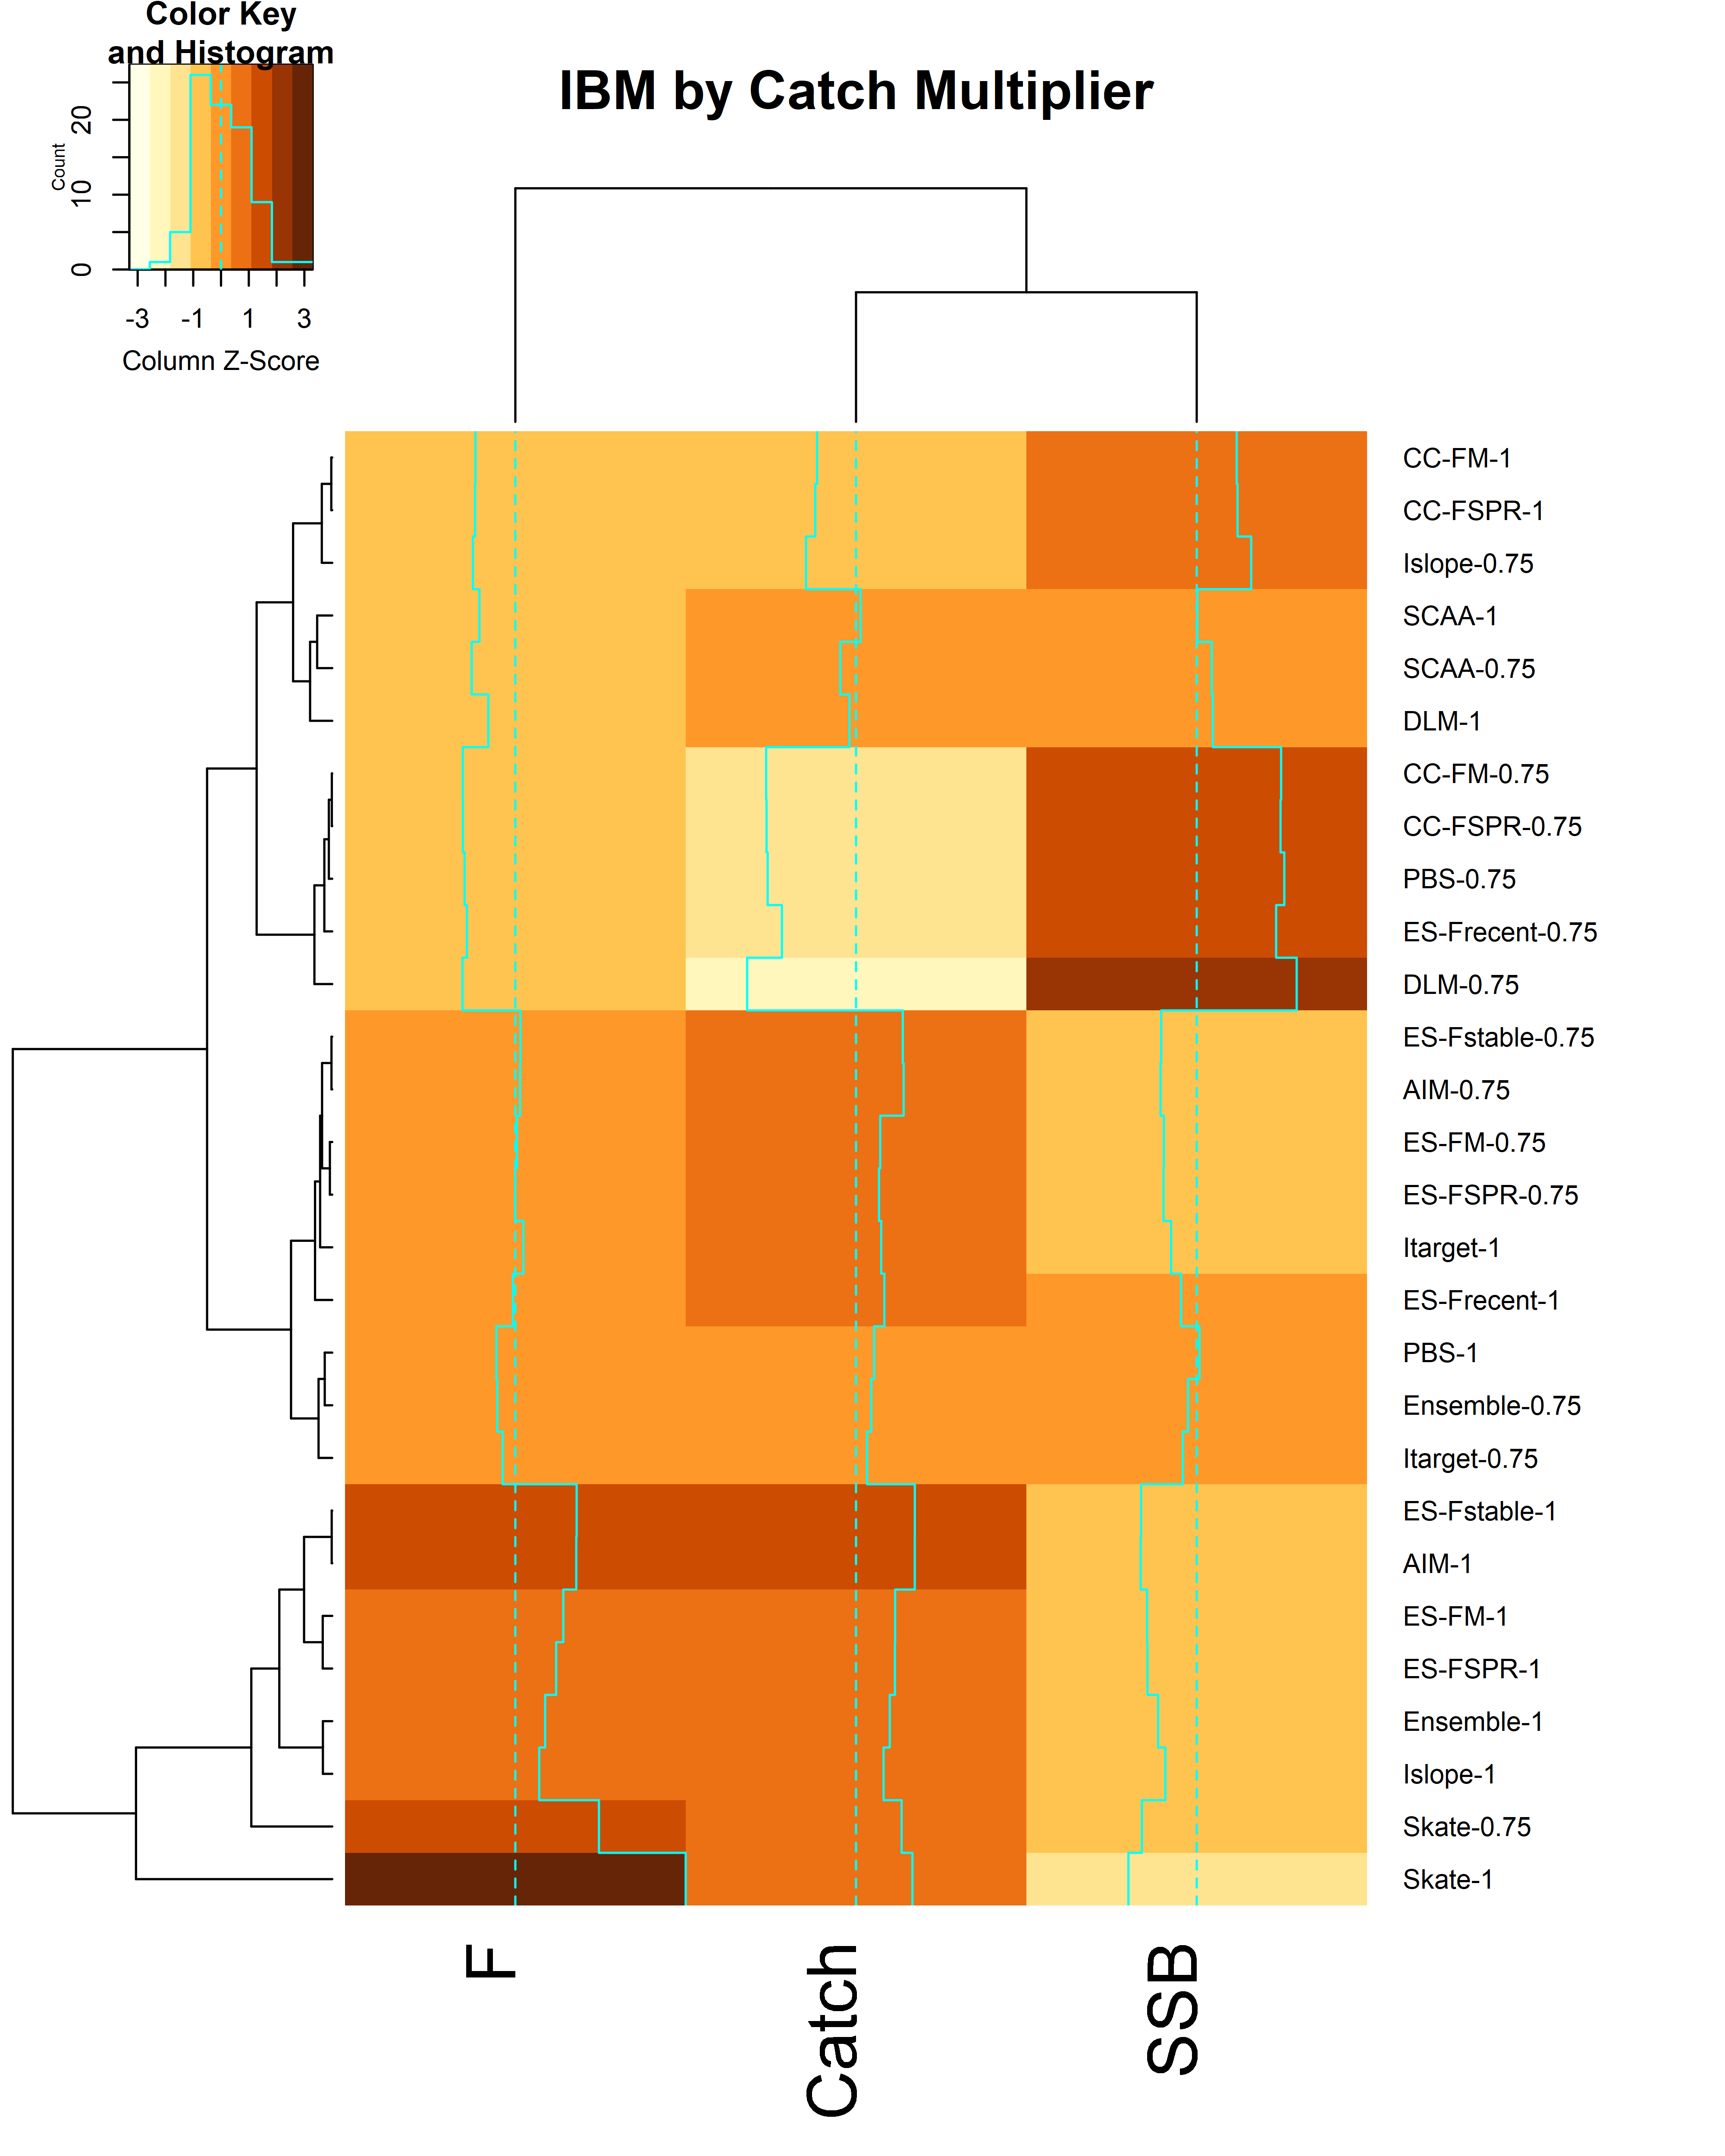 Color Key
and Histogram
IBM by Catch Multiplier
Count
0 10 20
-3 -1 1 3
Column Z-Score
CC-FM-1
CC-FSPR-1
Islope-0.75
SCAA-1
SCAA-0.75
DLM-1
CC-FM-0.75
CC-FSPR-0.75
PBS-0.75
ES-Frecent-0.75
DLM-0.75
ES-Fstable-0.75
AIM-0.75
ES-FM-0.75
ES-FSPR-0.75
Itarget-1
ES-Frecent-1
PBS-1
Ensemble-0.75
Itarget-0.75
ES-Fstable-1
AIM-1
ES-FM-1
ES-FSPR-1
Ensemble-1
Islope-1
Skate-0.75
Skate-1
F
Catch
SSB